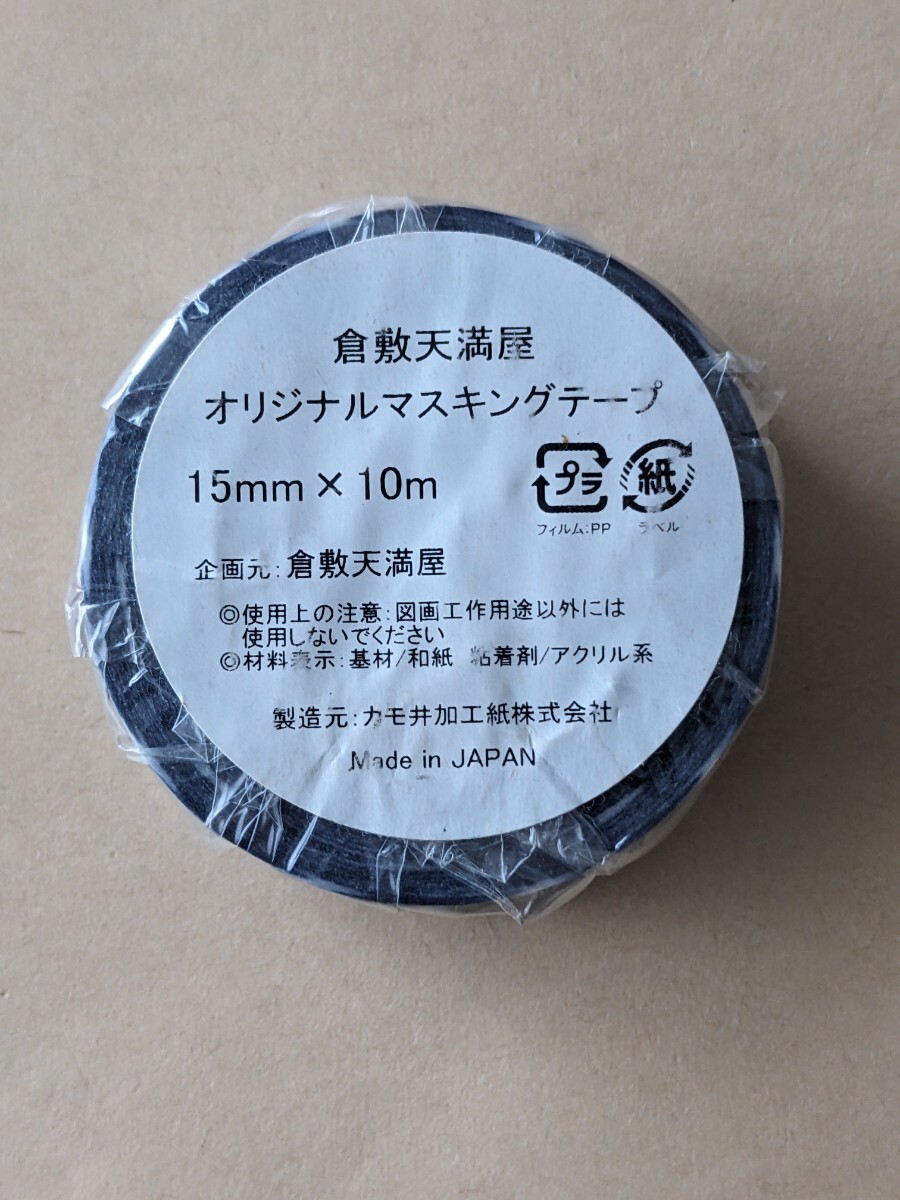 倉敷天満屋
オリジナルマスキングテープ
15mm×10m
プラ
紙
フィルム:PP
ラベル
企画元:倉敷天満屋
◎使用上の注意:図画工作用途以外には
使用しないでください
◎材料表示:基材/和紙 粘着剤/アクリル系
製造元:カモ井加工紙株式会社
Made in JAPAN